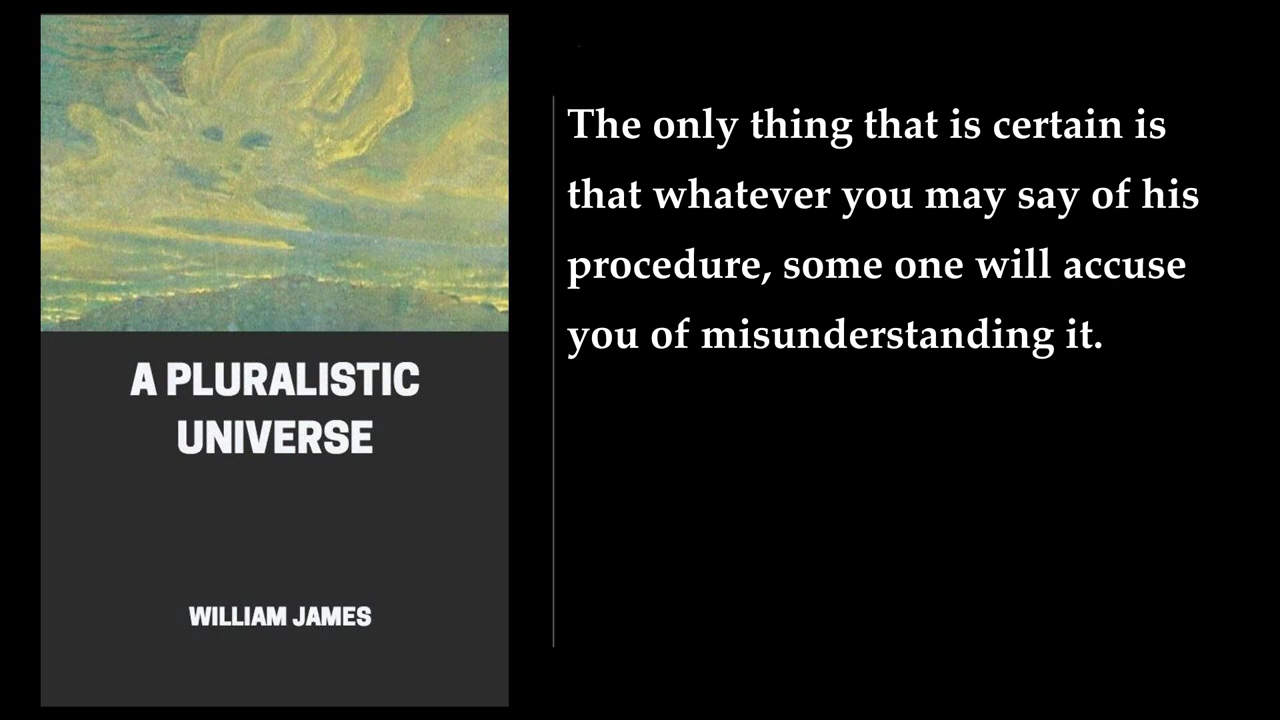 A PLURALISTIC
UNIVERSE
WILLIAM JAMES
The only thing that is certain is
that whatever you may say of his
procedure, some one will accuse
you of misunderstanding it.